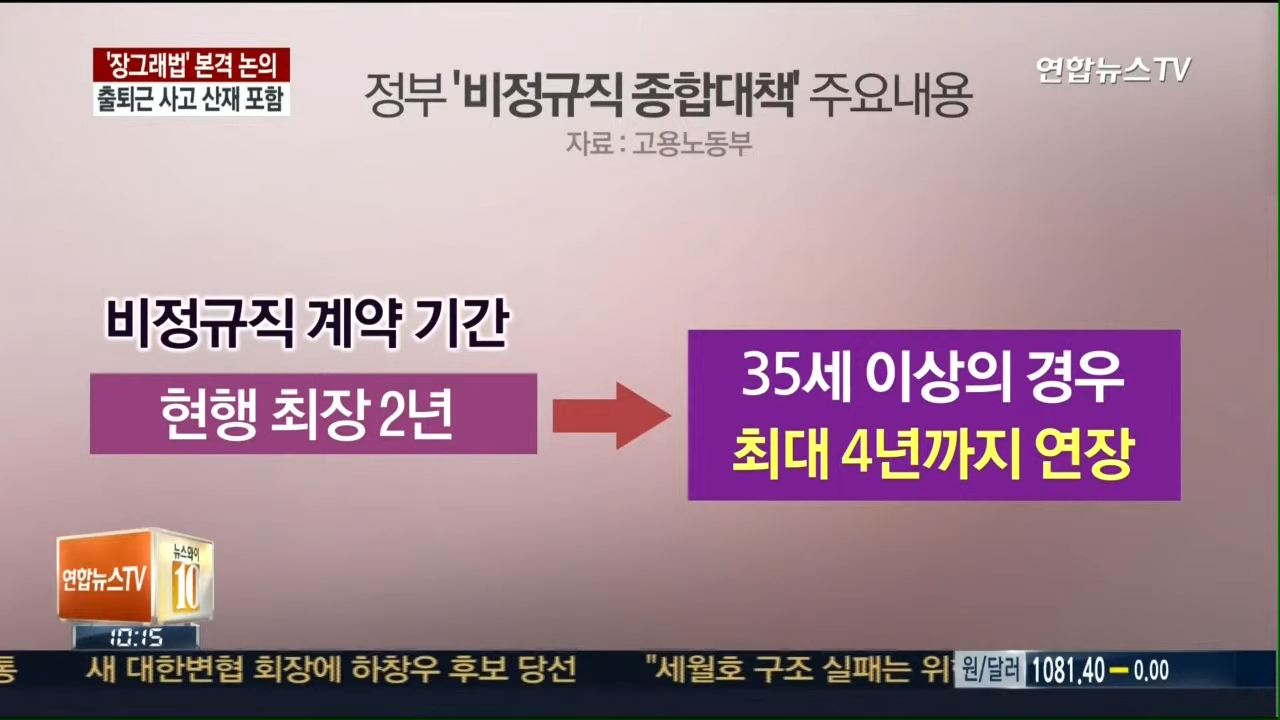 '장그래법' 본격 논의
출퇴근 사고 산재 포함
정부 '비정규직 종합대책' 주요내용
자료 : 고용노동부
연합뉴스TV
비정규직 계약 기간
현행 최장 2년
35세 이상의 경우
최대 4년까지 연장
연합뉴스TV
뉴스와이
10
10:15
통 새 대한변협 회장에 하창우 후보 당선 "세월호 구조 실패는 위
원/달러 1081.40 0.00